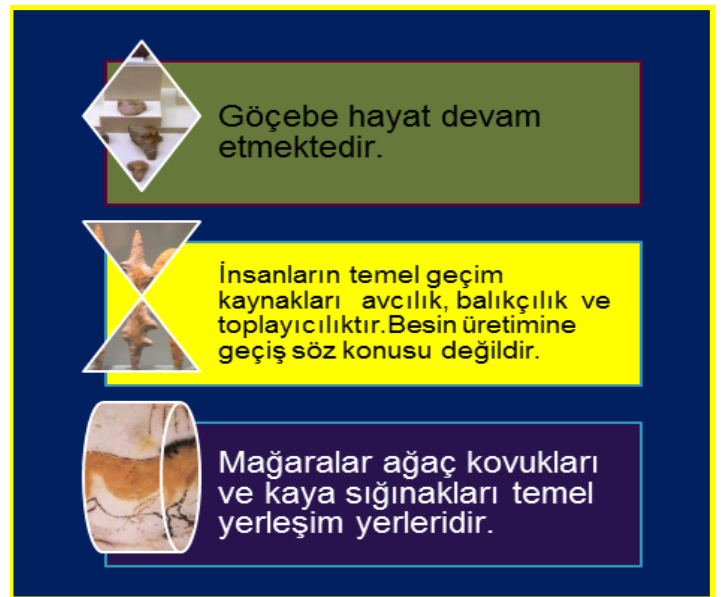 Göçebe hayat devam
etmektedir.
İnsanların temel geçim
kaynakları avcılık, balıkçılık ve
toplayıcılıktır.Besin üretimine
geçiş söz konusu değildir.
Mağaralar ağaç kovukları
ve kaya sığınakları temel
yerleşim yerleridir.